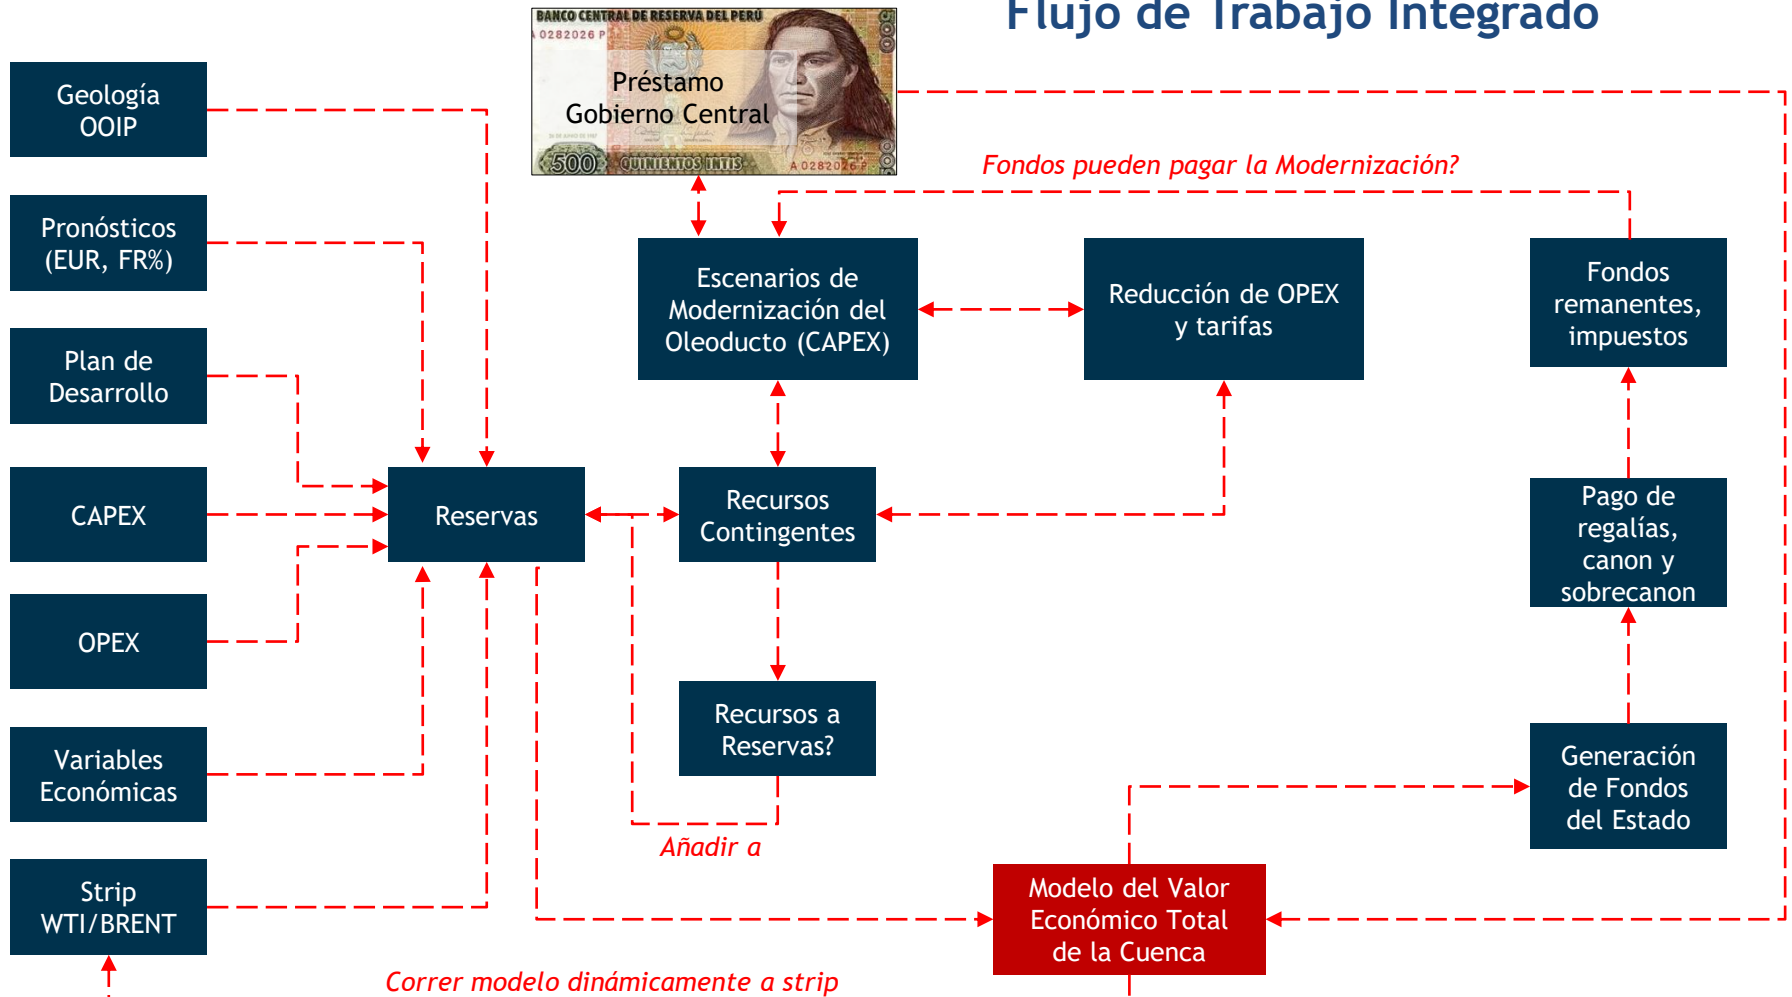 Flujo de Trabajo Integrado
BANCO CENTRAL DE RESERVA DEL PERÚ
A 0282026 P
500
Préstamo
Gobierno Central
500
QUINIENTOS INTIS
A 0282026 P
Geología
OOIP
Pronósticos
(EUR, FR%)
Plan de
Desarrollo
CAPEX
OPEX
Variables
Económicas
Strip
WTI/BRENT
Reservas
Fondos pueden pagar la Modernización?
Escenarios de
Modernización del
Oleoducto (CAPEX)
Reducción de OPEX
y tarifas
Fondos
remanentes,
impuestos
Recursos
Contingentes
Pago de
regalías,
canon y
sobrecanon
Recursos a
Reservas?
Generación
de Fondos
del Estado
Añadir a
Modelo del Valor
Económico Total
de la Cuenca
Correr modelo dinámicamente a strip